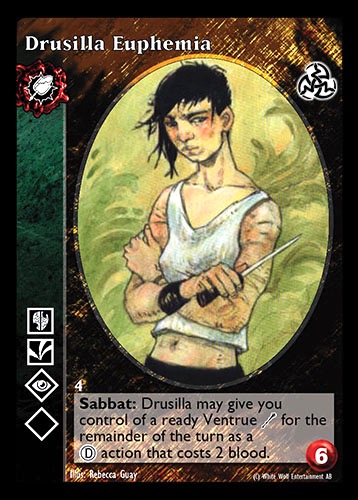 Drusilla Euphemia
4
Sabbat: Drusilla may give you
control of a ready Ventrue for the
remainder of the turn as a
D action that costs 2 blood.
6
Illus: Rebecca Guay
(c) White Wolf Entertainment AB